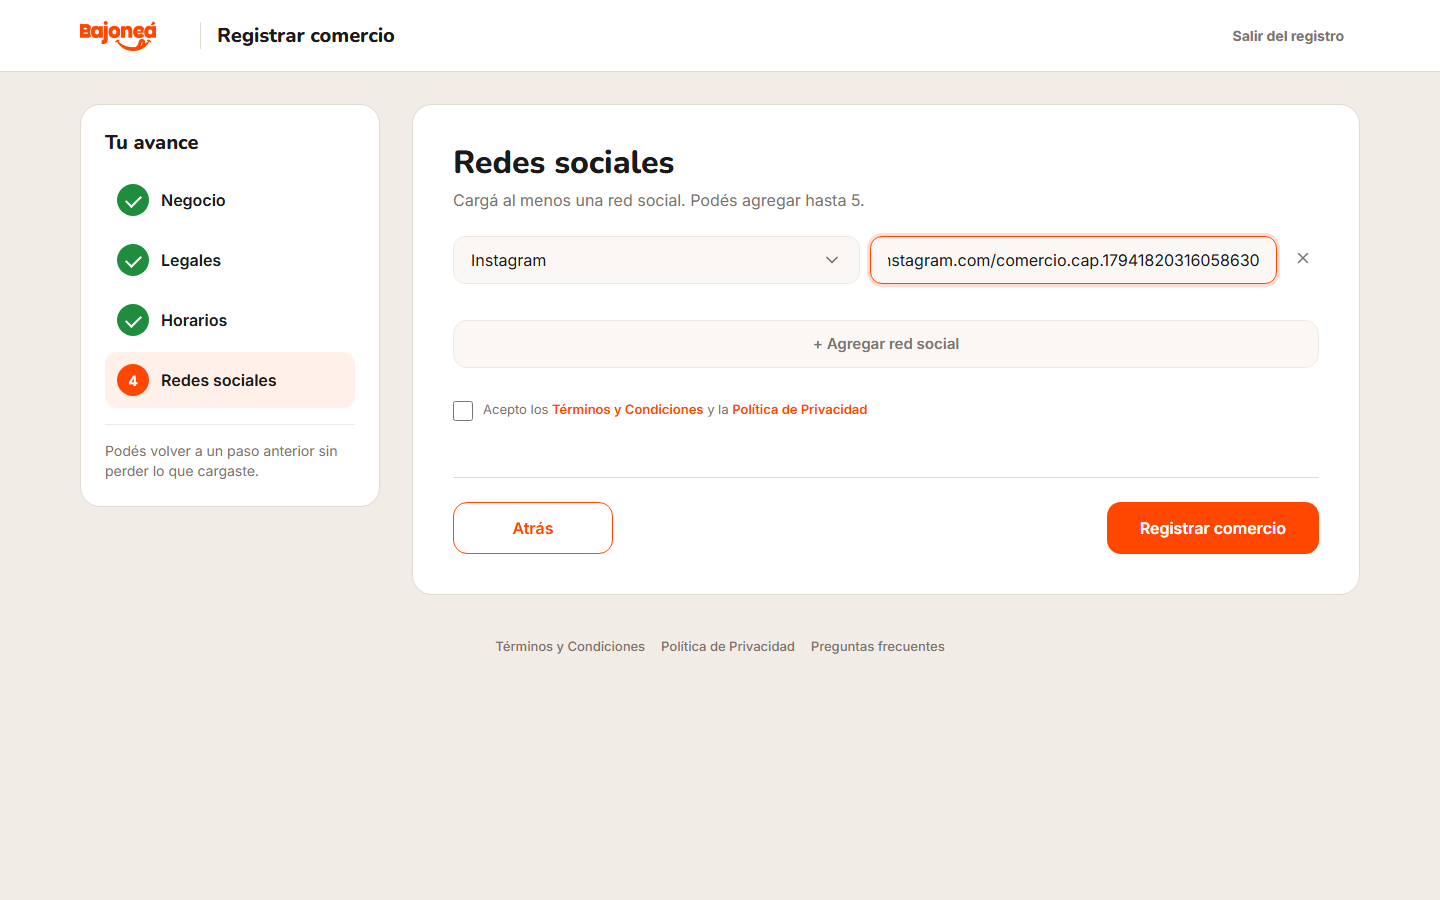 Bajoneá
Registrar comercio
Salir del registro
Tu avance
Negocio
Legales
Horarios
4
Redes sociales
Podés volver a un paso anterior sin
perder lo que cargaste.
Redes sociales
Cargá al menos una red social. Podés agregar hasta 5.
Instagram
nstagram.com/comercio.cap.17941820316058630
+ Agregar red social
Acepto los Términos y Condiciones y la Política de Privacidad
Atrás
Registrar comercio
Términos y Condiciones
Política de Privacidad
Preguntas frecuentes